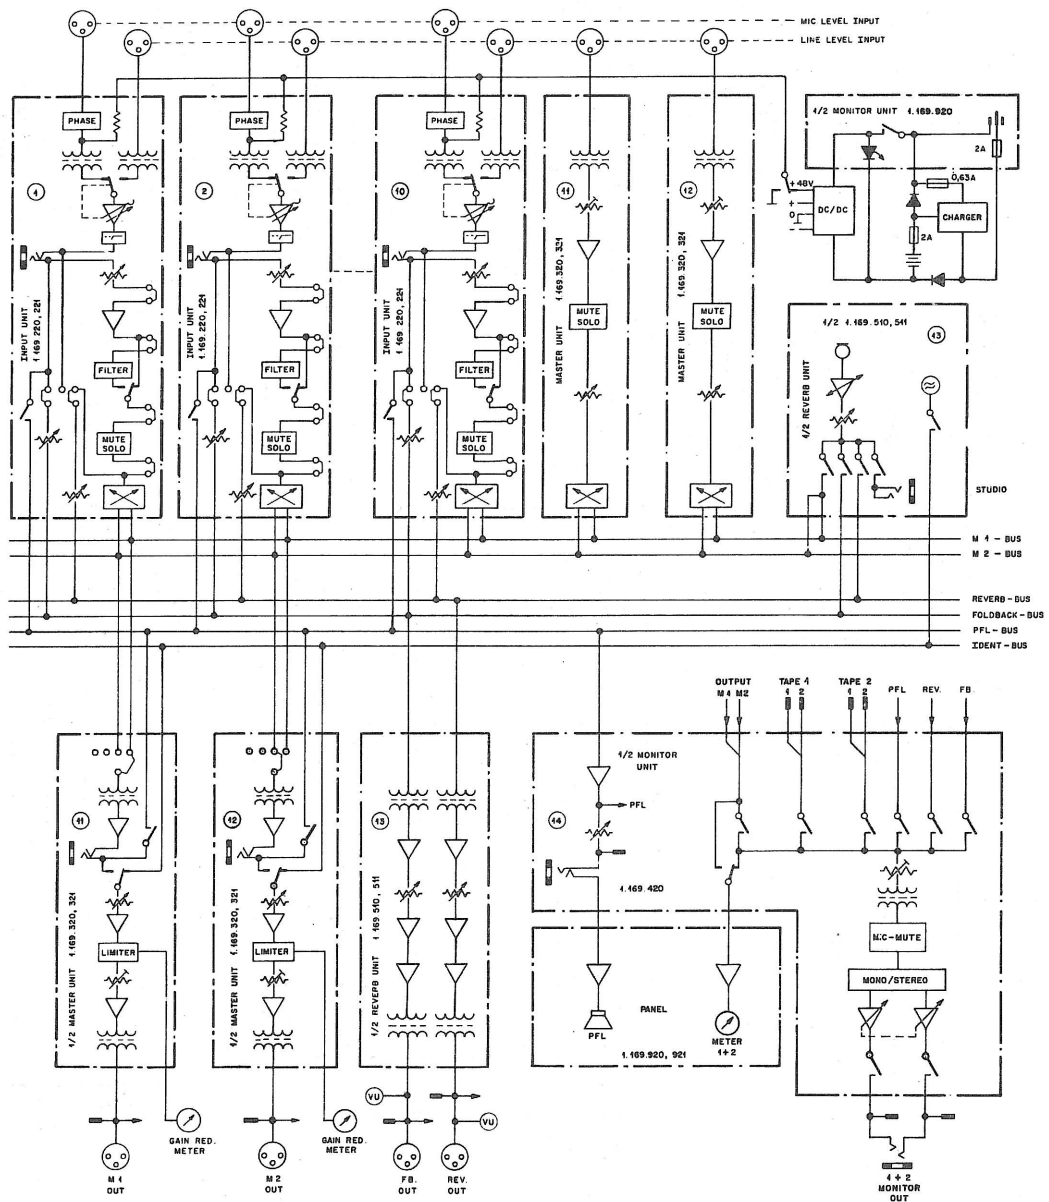 MIC LEVEL INPUT
LINE LEVEL INPUT
PHASE
PHASE
PHASE
1/2 MONITOR UNIT 1.169.920
2A
0,63A
+48V
+
0
-
DC/DC
CHARGER
2A
1
2
10
11
12
INPUT UNIT
1.169.220, 221
INPUT UNIT
1.169.220, 221
INPUT UNIT
1.169.220, 221
MASTER UNIT 1.169.320, 321
MASTER UNIT 1.169.320, 321
MUTE
SOLO
MUTE
SOLO
1/2 1.169.510, 511
13
1/2 REVERB UNIT
FILTER
FILTER
FILTER
MUTE
SOLO
MUTE
SOLO
MUTE
SOLO
STUDIO
M 1 - BUS
M 2 - BUS
REVERB - BUS
FOLDBACK - BUS
PFL - BUS
IDENT - BUS
OUTPUT
M1 M2
TAPE 1
1 2
TAPE 2
1 2
PFL
REV.
FB.
1/2 MONITOR
UNIT
PFL
11
12
13
14
1/2 MASTER UNIT 1.169.320, 321
1/2 MASTER UNIT 1.169.320, 321
1/2 REVERB UNIT 1.169.510, 511
1.169.420
LIMITER
LIMITER
MIC-MUTE
MONO/STEREO
PANEL
PFL
METER
1+2
1.169.920, 921
VU
VU
GAIN RED.
METER
GAIN RED.
METER
M 1
OUT
M 2
OUT
FB.
OUT
REV.
OUT
1 + 2
MONITOR
OUT